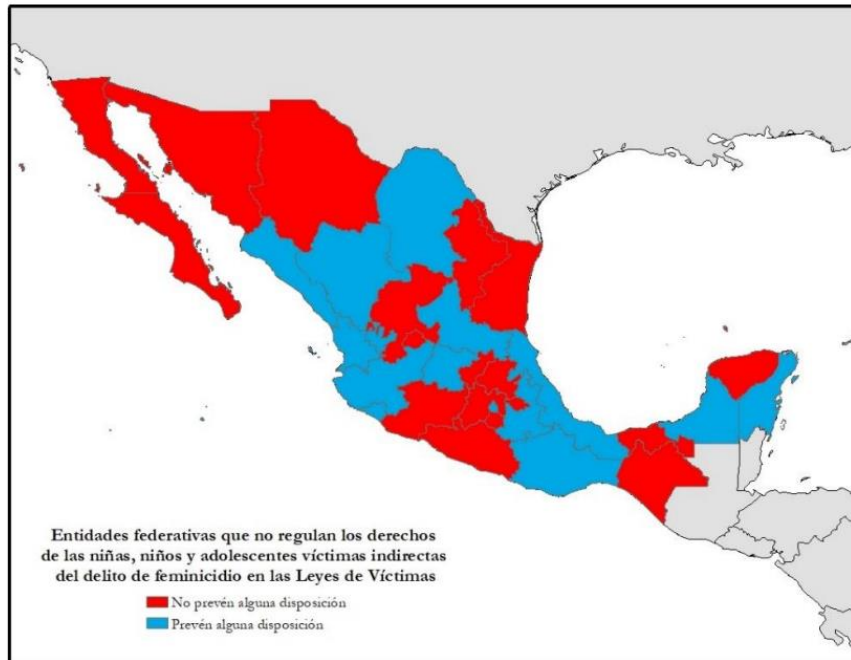 Entidades federativas que no regulan los derechos
de las niñas, niños y adolescentes víctimas indirectas
del delito de feminicidio en las Leyes de Víctimas
No prevén alguna disposición
Prevén alguna disposición